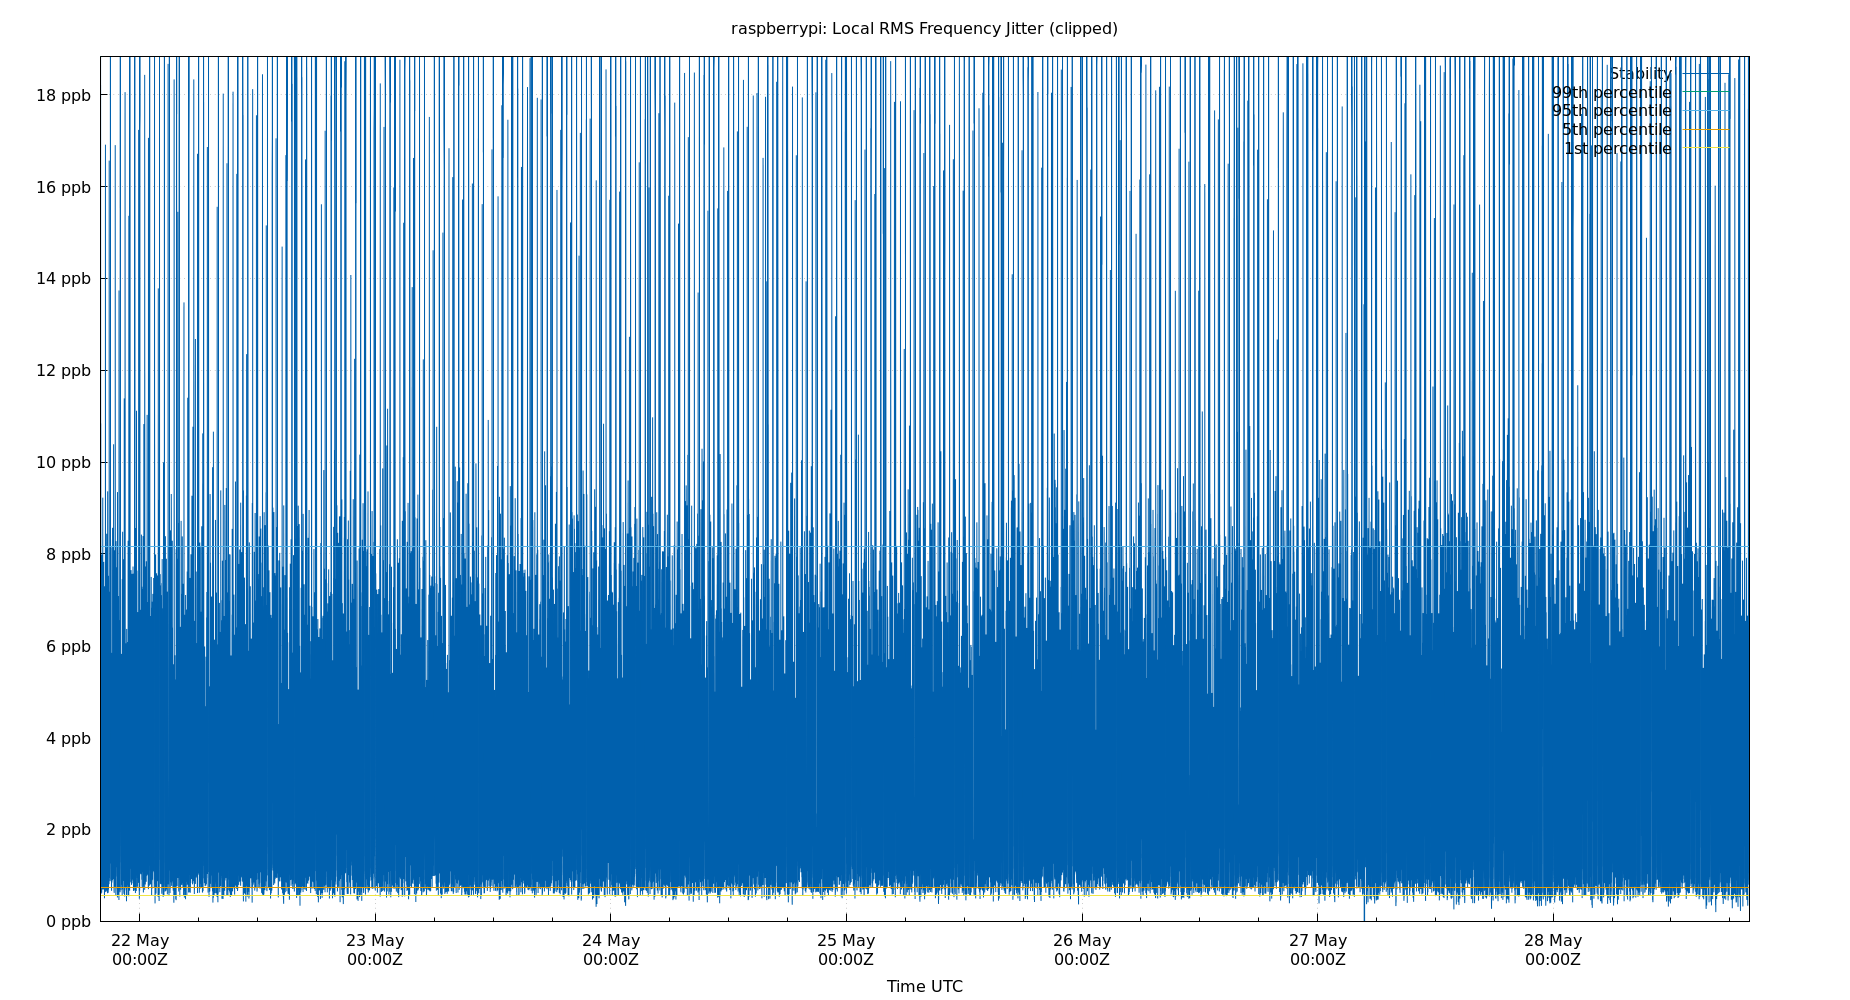 raspberrypi: Local RMS Frequency Jitter (clipped)
Stability
99th percentile
95th percentile
5th percentile
1st percentile
18 ppb
16 ppb
14 ppb
12 ppb
10 ppb
8 ppb
6 ppb
4 ppb
2 ppb
0 ppb
22 May 23 May 24 May 25 May 26 May 27 May 28 May
00:00Z 00:00Z 00:00Z 00:00Z 00:00Z 00:00Z 00:00Z
Time UTC